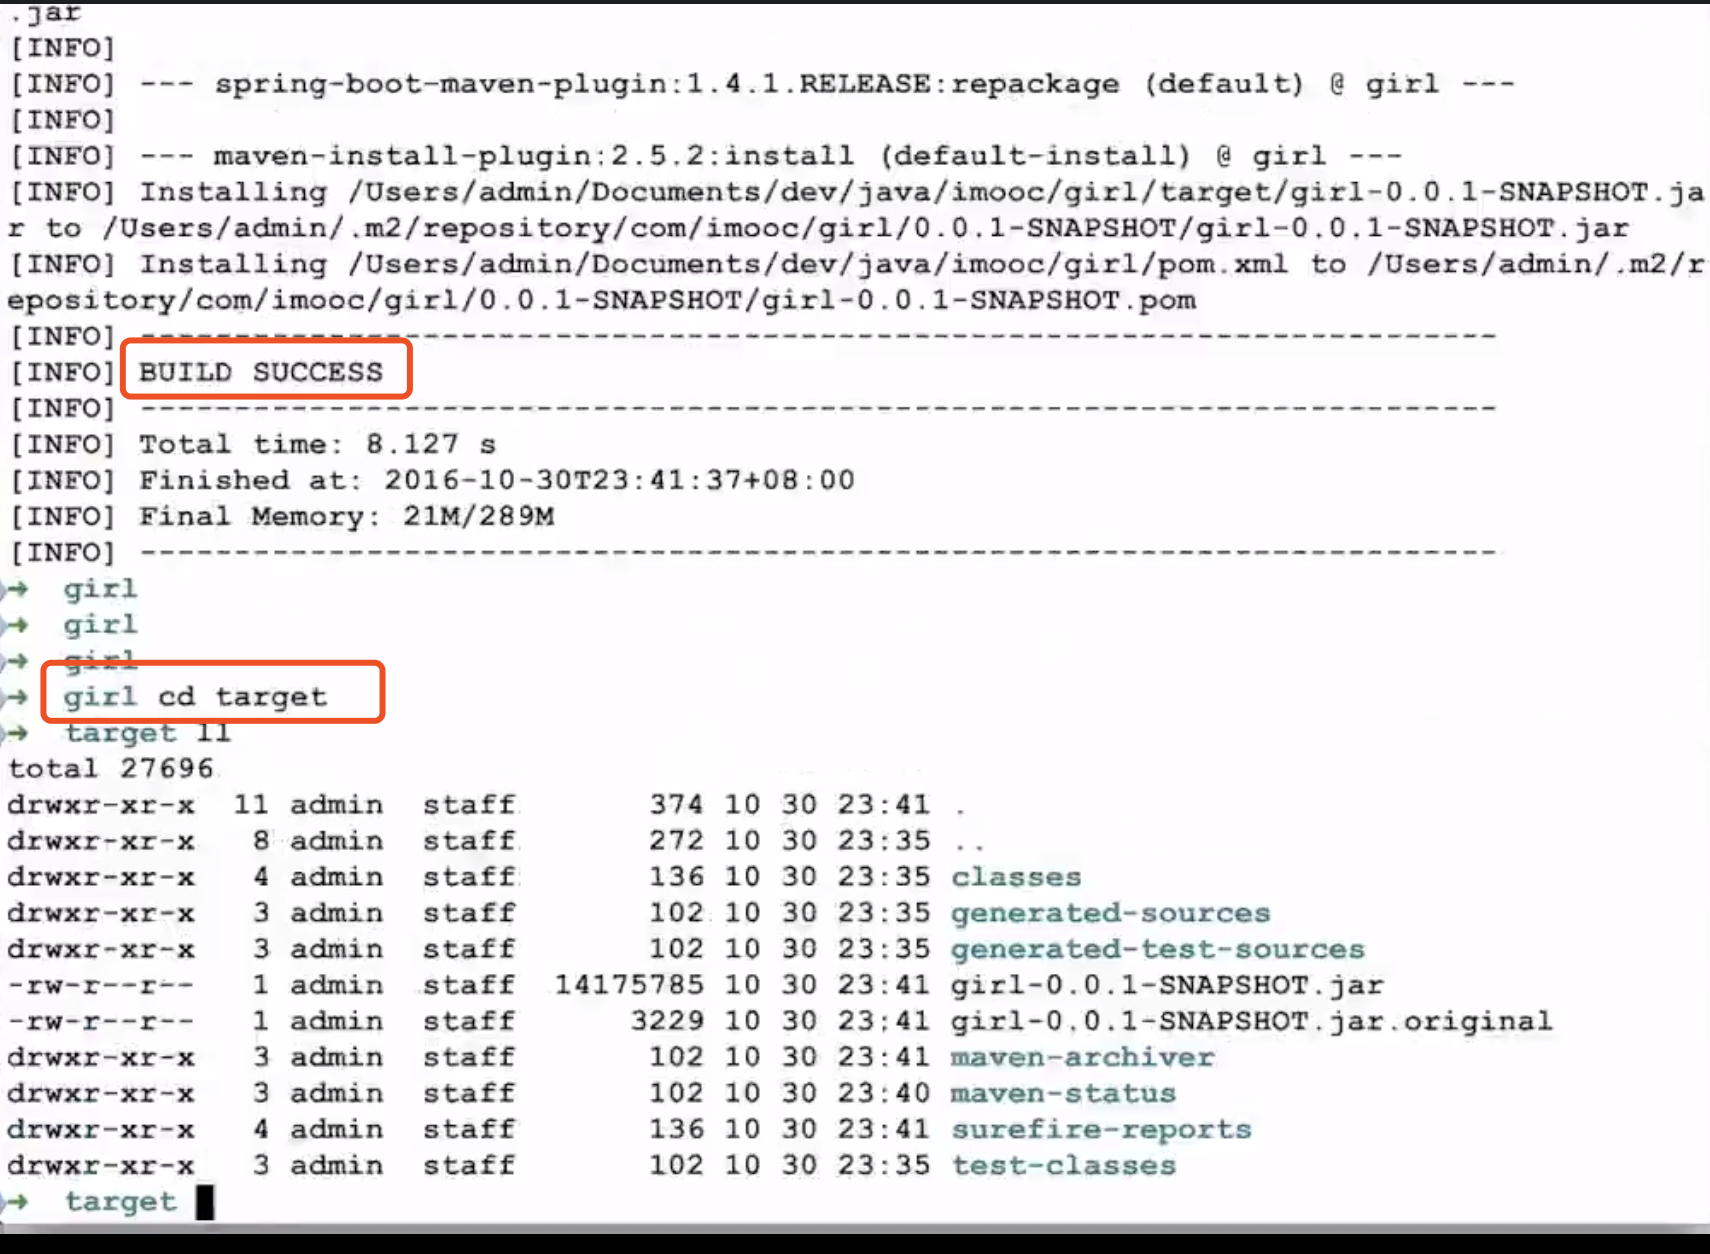 .jar
[INFO]
[INFO] --- spring-boot-maven-plugin:1.4.1.RELEASE:repackage (default) @ girl ---
[INFO]
[INFO] --- maven-install-plugin:2.5.2:install (default-install) @ girl ---
[INFO] Installing /Users/admin/Documents/dev/java/imooc/girl/target/girl-0.0.1-SNAPSHOT.ja
r to /Users/admin/.m2/repository/com/imooc/girl/0.0.1-SNAPSHOT/girl-0.0.1-SNAPSHOT.jar
[INFO] Installing /Users/admin/Documents/dev/java/imooc/girl/pom.xml to /Users/admin/.m2/r
epository/com/imooc/girl/0.0.1-SNAPSHOT/girl-0.0.1-SNAPSHOT.pom
[INFO] ------------------------------------------------------------------------
[INFO] BUILD SUCCESS
[INFO] ------------------------------------------------------------------------
[INFO] Total time: 8.127 s
[INFO] Finished at: 2016-10-30T23:41:37+08:00
[INFO] Final Memory: 21M/289M
[INFO] ------------------------------------------------------------------------
→ girl
→ girl
→ girl
→ girl cd target
→ target ll
total 27696
drwxr-xr-x  11 admin  staff       374 10 30 23:41 .
drwxr-xr-x   8 admin  staff       272 10 30 23:35 ..
drwxr-xr-x   4 admin  staff       136 10 30 23:35 classes
drwxr-xr-x   3 admin  staff       102 10 30 23:35 generated-sources
drwxr-xr-x   3 admin  staff       102 10 30 23:35 generated-test-sources
-rw-r--r--   1 admin  staff  14175785 10 30 23:41 girl-0.0.1-SNAPSHOT.jar
-rw-r--r--   1 admin  staff      3229 10 30 23:41 girl-0.0.1-SNAPSHOT.jar.original
drwxr-xr-x   3 admin  staff       102 10 30 23:41 maven-archiver
drwxr-xr-x   3 admin  staff       102 10 30 23:40 maven-status
drwxr-xr-x   4 admin  staff       136 10 30 23:41 surefire-reports
drwxr-xr-x   3 admin  staff       102 10 30 23:35 test-classes
→ target